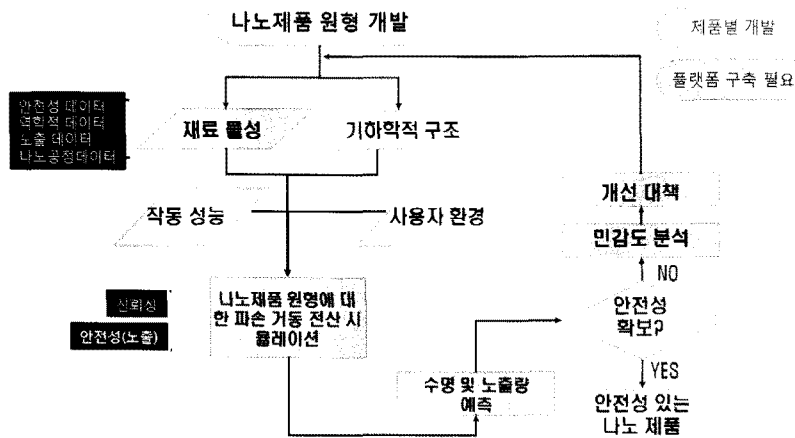 나노제품 원형 개발
제품별 개발
플랫폼 구축 필요
안전성 데이터
역학적 데이터
노출 데이터
나노공정데이터
재료 물성
기하학적 구조
작동 성능
사용자 환경
개선 대책
민감도 분석
NO
신뢰성
안전성(노출)
나노제품 원형에 대
한 파손 거동 전산 시
뮬레이션
안전성
확보?
YES
수명 및 노출량
예측
안전성 있는
나노 제품